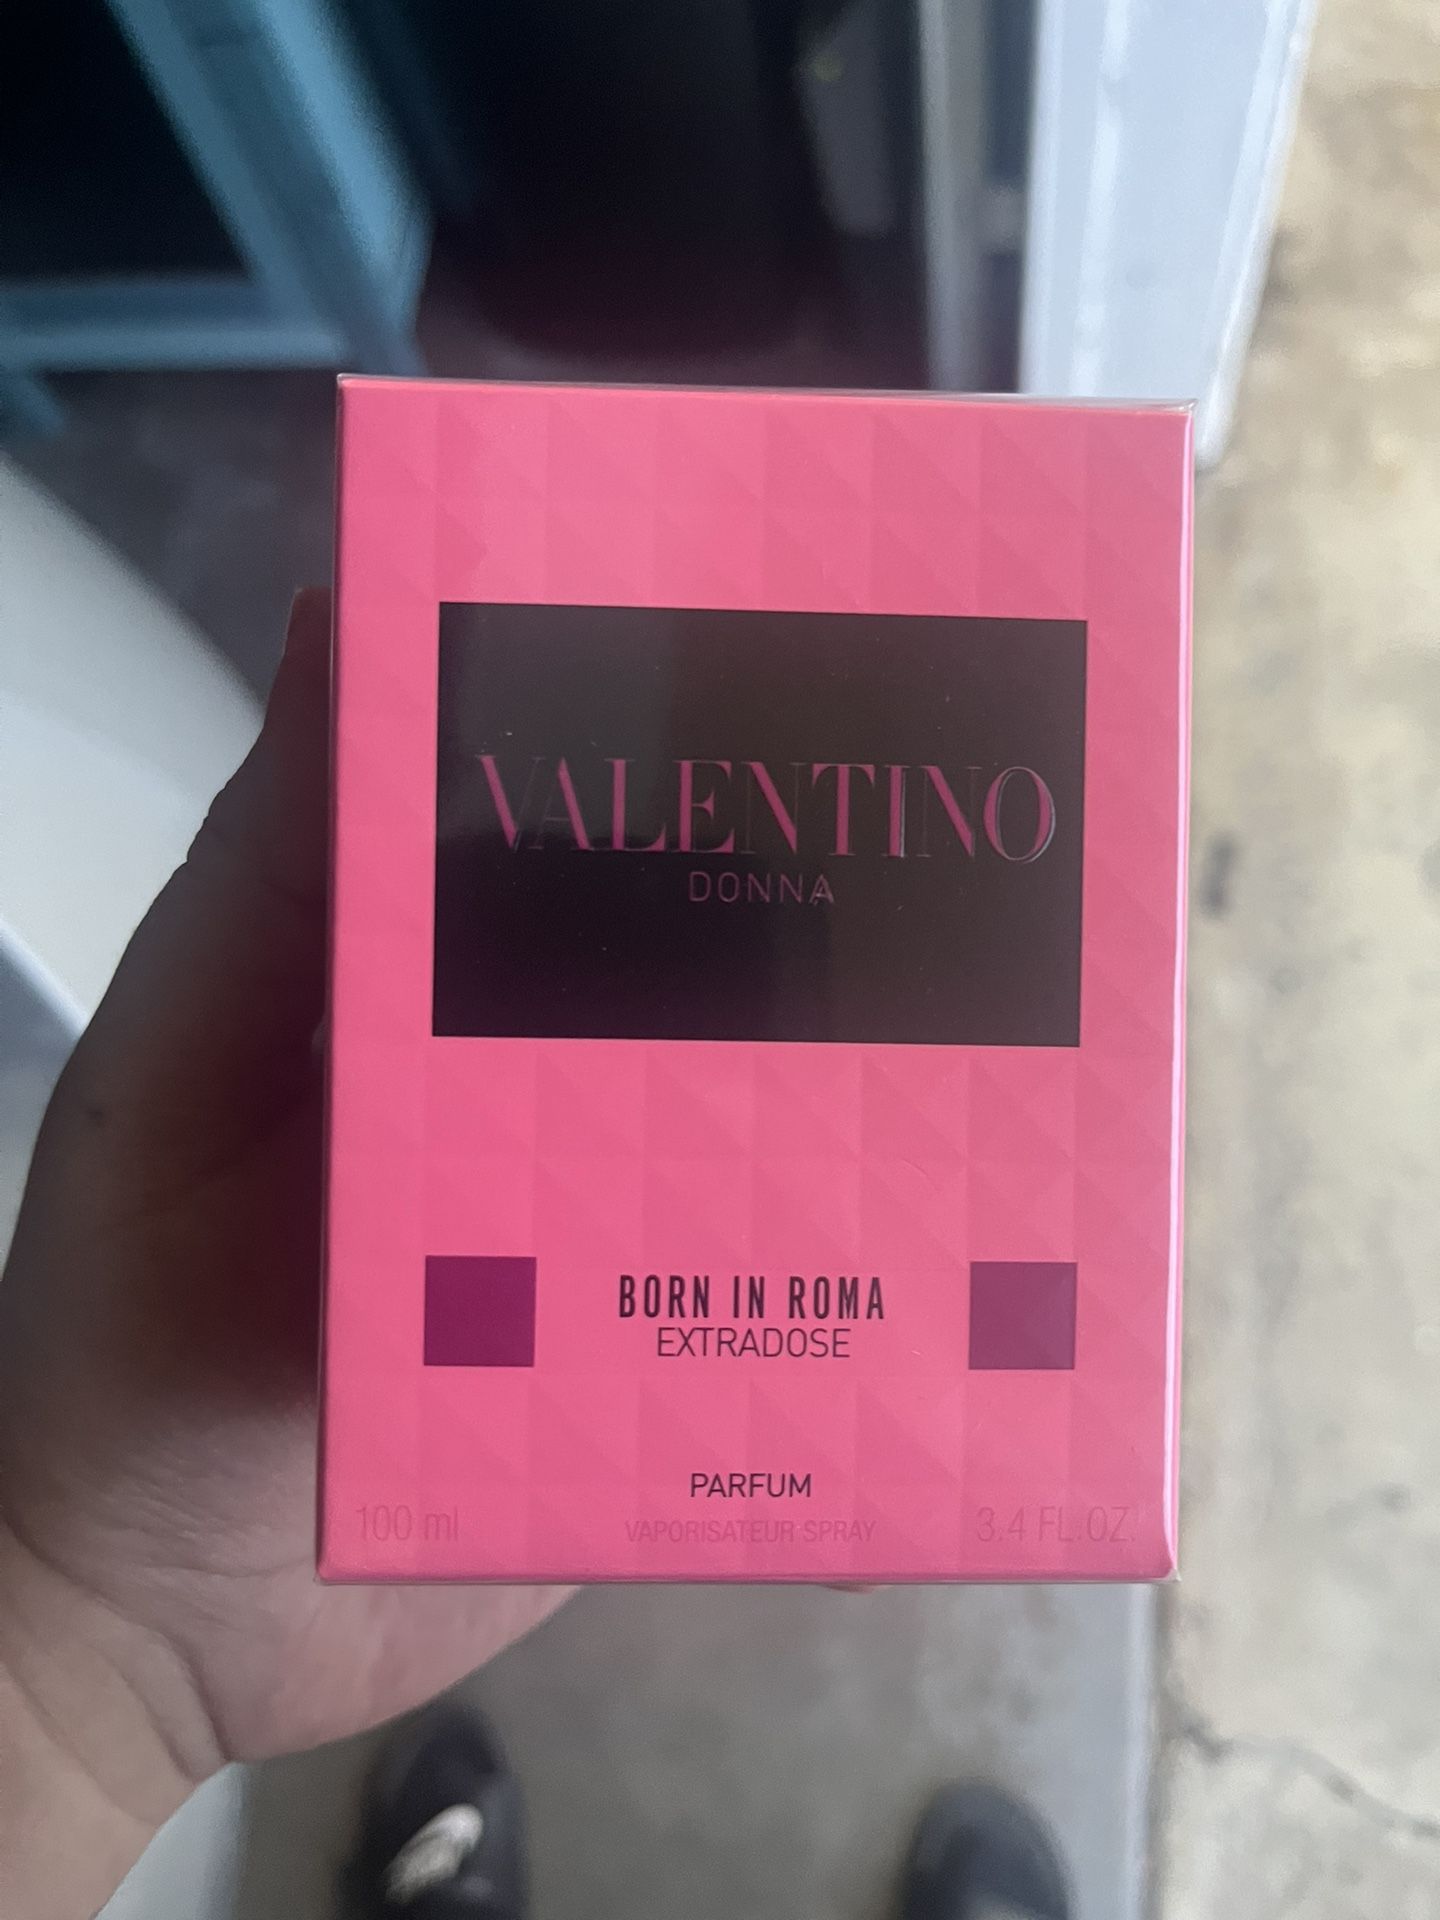 VALENTINO
DONNA
BORN IN ROMA
EXTRADOSE
PARFUM
100 ml VAPORISATEUR SPRAY 3.4 FL.OZ.